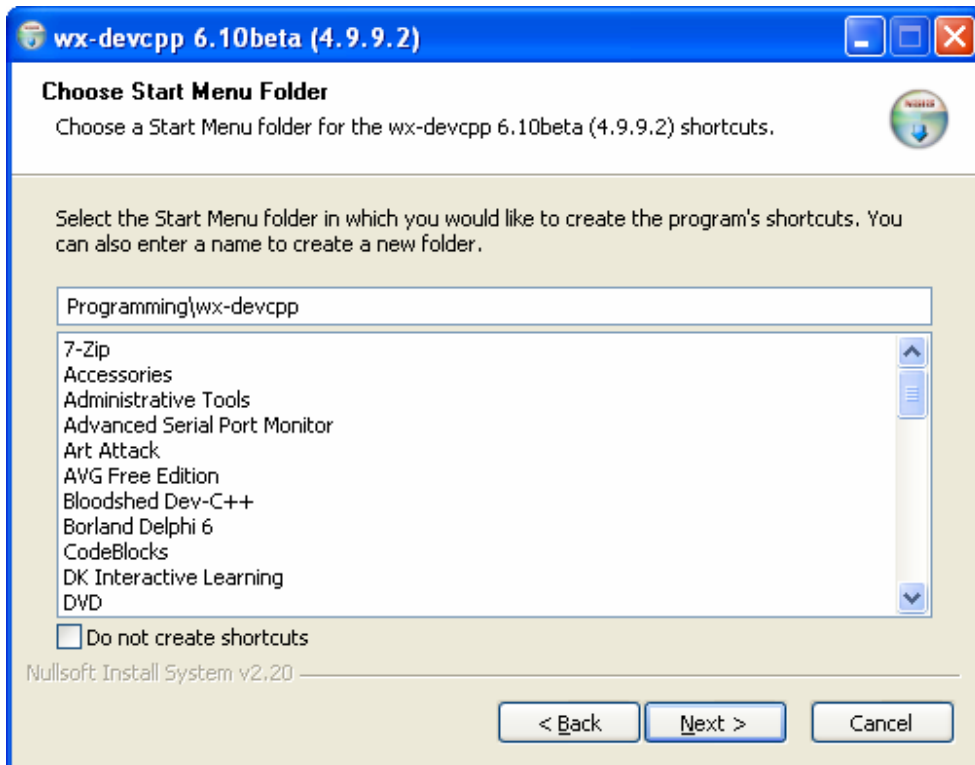 wx-devcpp 6.10beta (4.9.9.2)
Choose Start Menu Folder
Choose a Start Menu folder for the wx-devcpp 6.10beta (4.9.9.2) shortcuts.
Select the Start Menu folder in which you would like to create the program's shortcuts. You
can also enter a name to create a new folder.
Programming\wx-devcpp
7-Zip
Accessories
Administrative Tools
Advanced Serial Port Monitor
Art Attack
AVG Free Edition
Bloodshed Dev-C++
Borland Delphi 6
CodeBlocks
DK Interactive Learning
DVD
Do not create shortcuts
Nullsoft Install System v2.20
< Back
Next >
Cancel